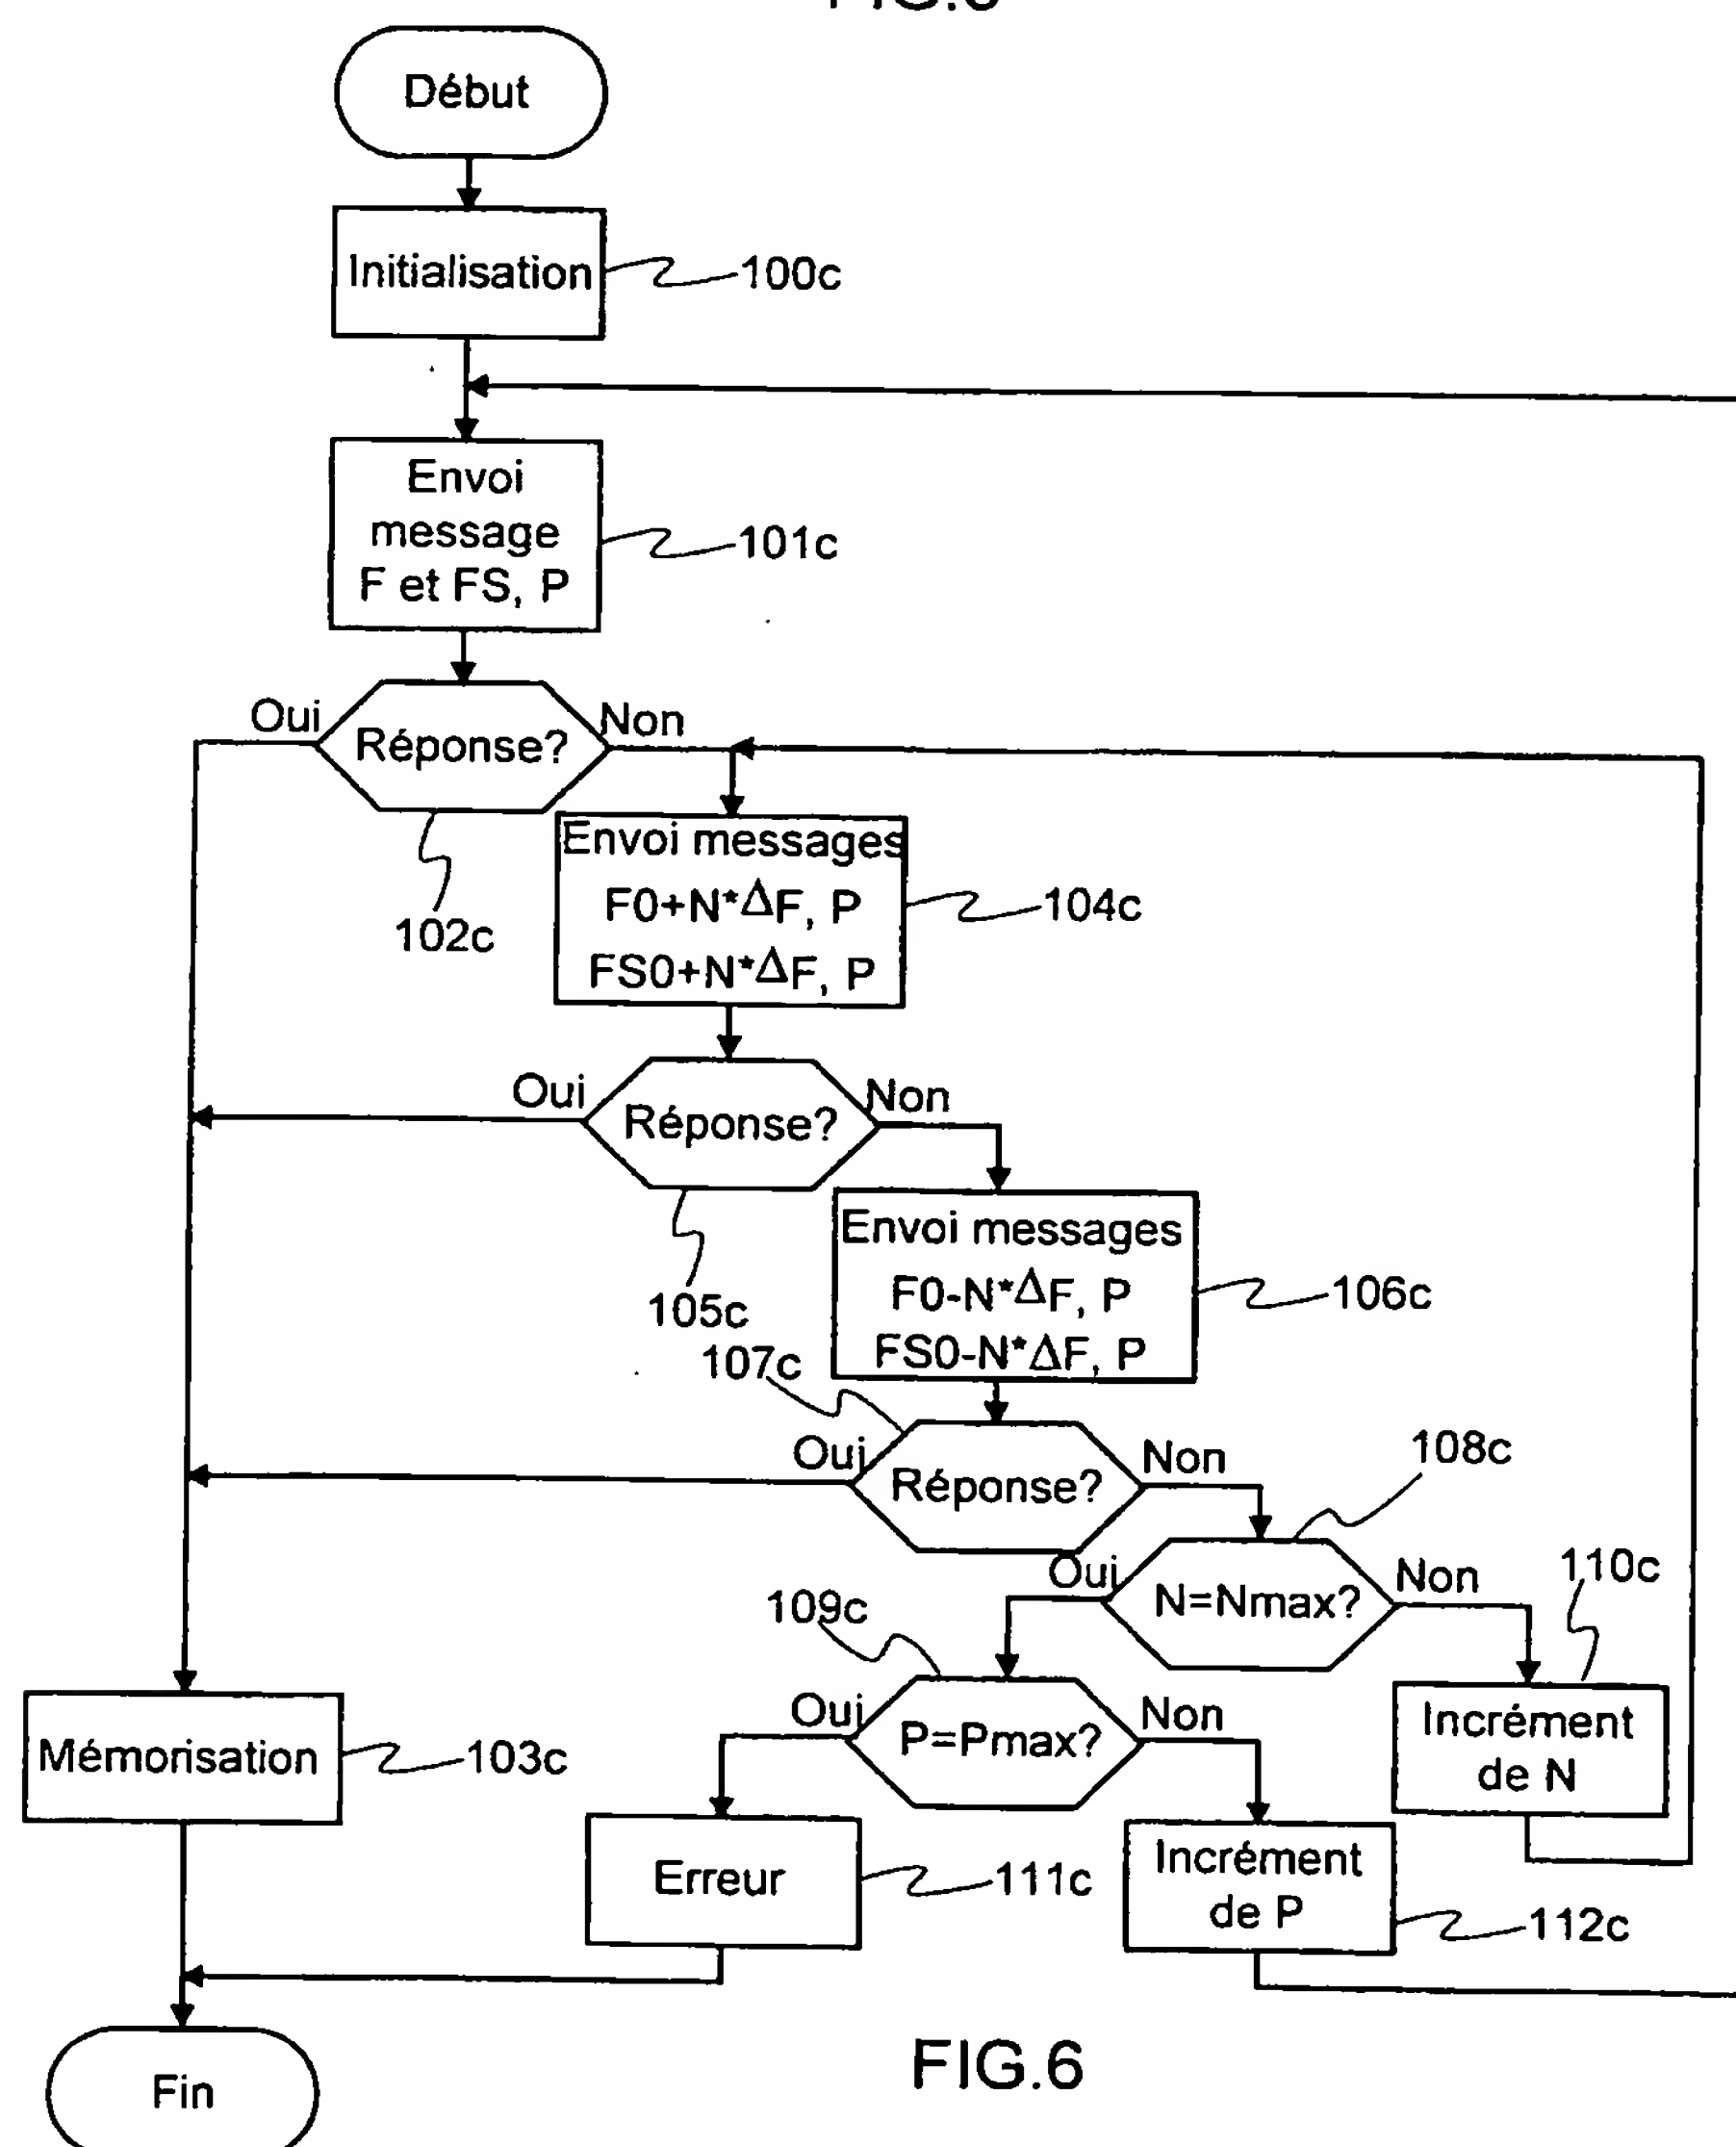 Début
Initialisation
100c
Envoi
message
F et FS, P
101c
Oui
Réponse?
Non
102c
Envoi messages
F0+N*ΔF, P
FS0+N*ΔF, P
104c
Oui
Réponse?
Non
105c
Envoi messages
F0-N*ΔF, P
FS0-N*ΔF, P
106c
107c
Oui
Réponse?
Non
108c
Oui
N=Nmax?
Non
109c
110c
Oui
P=Pmax?
Non
Incrément
de N
Mémorisation
103c
Erreur
111c
Incrément
de P
112c
Fin
FIG.6